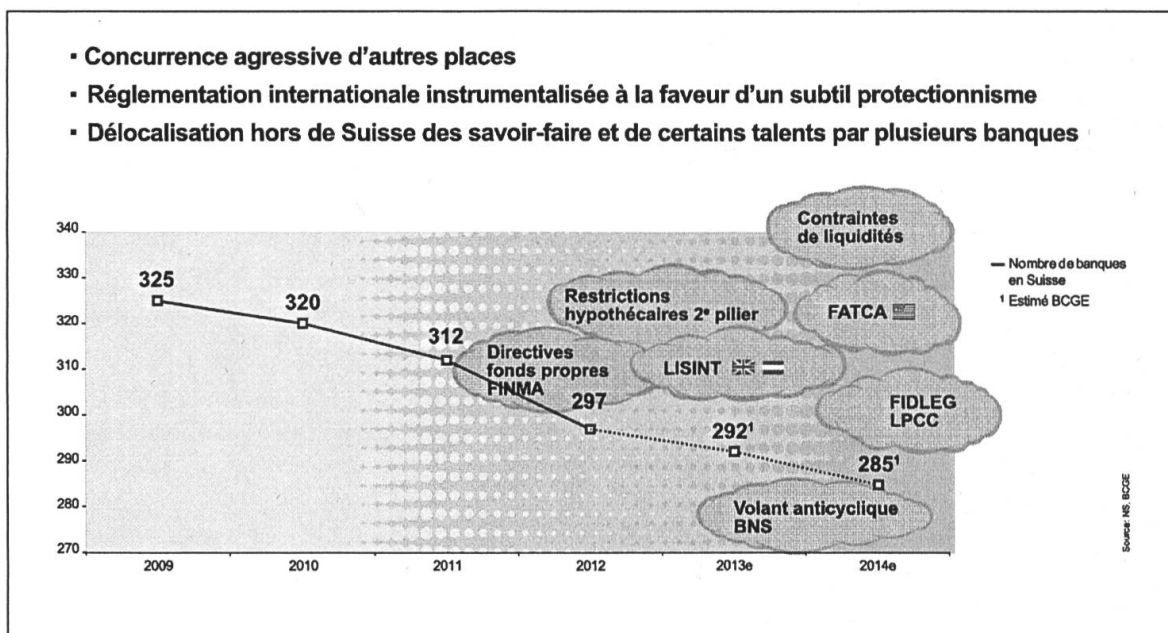 ▪ Concurrence agressive d'autres places
▪ Réglementation internationale instrumentalisée à la faveur d'un subtil protectionnisme
▪ Délocalisation hors de Suisse des savoir-faire et de certains talents par plusieurs banques
340
330
320
310
300
290
280
270
325
320
312
297
292¹
285¹
Contraintes
de liquidités
Restrictions
hypothécaires 2e pilier
FATCA
Directives
fonds propres
FINMA
LISINT
FIDLEG
LPCC
Volant anticyclique
BNS
Nombre de banques
en Suisse
¹ Estimé BCGE
2009
2010
2011
2012
2013e
2014e
Source: NS, BCGE